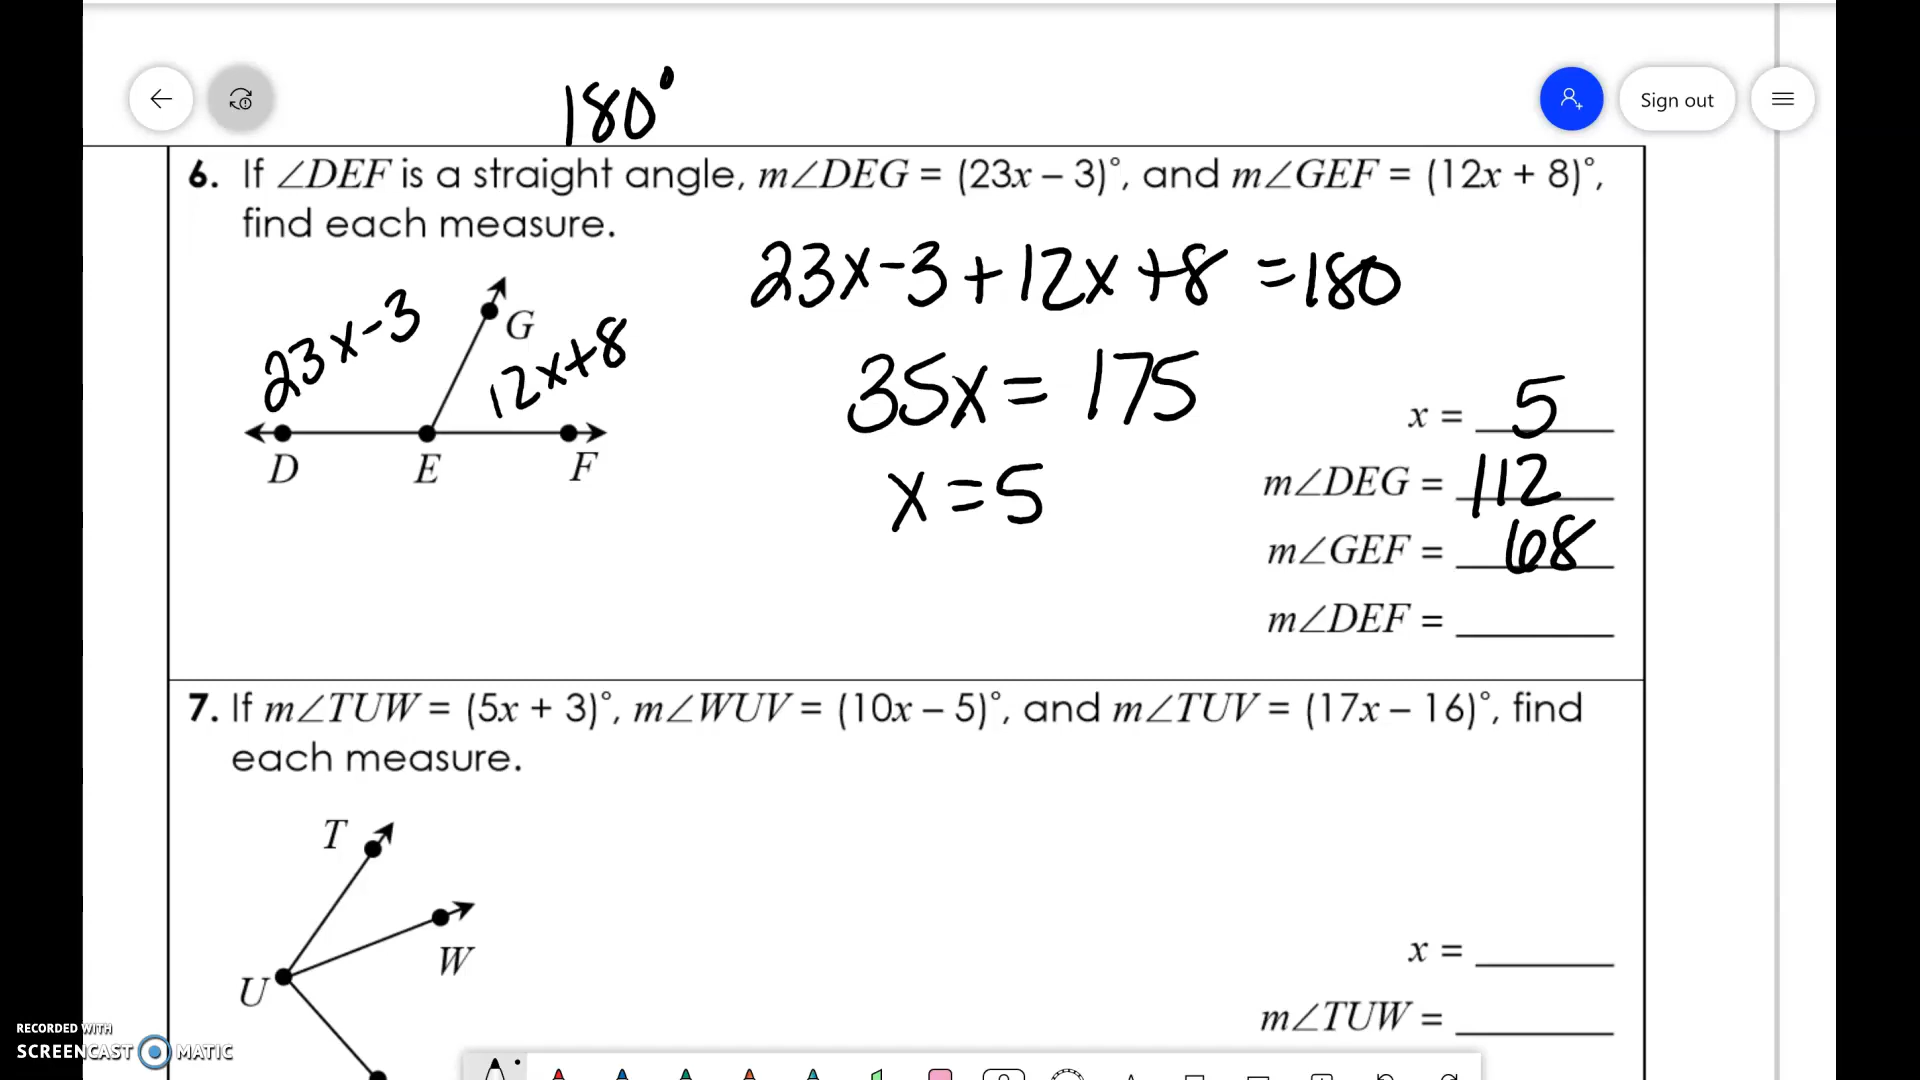 180°
Sign out
6. If ∠DEF is a straight angle, m∠DEG = (23x – 3)°, and m∠GEF = (12x + 8)°,
find each measure.
23x-3+12x+8 =180
23x-3
G
12x+8
35x= 175
x = 5
D E F
m∠DEG = 112
x =5
m∠GEF = 68
m∠DEF =
7. If m∠TUW = (5x + 3)°, m∠WUV = (10x – 5)°, and m∠TUV = (17x – 16)°, find
each measure.
T
W
x =
U
m∠TUW =
RECORDED WITH
SCREENCAST MATIC